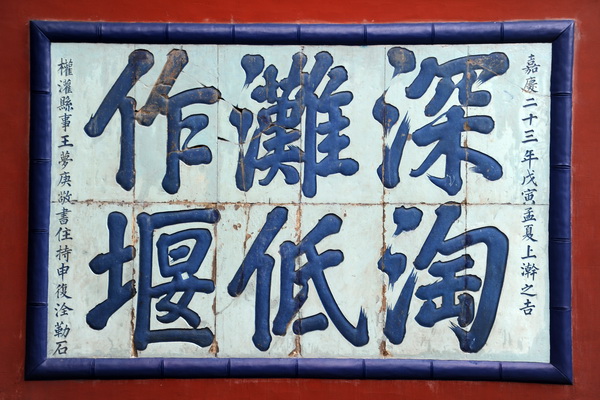 嘉慶二十三年戊寅孟夏上澣之吉
深淘
灘低
作堰
權灌縣事王夢庚敬書住持申復淦勒石